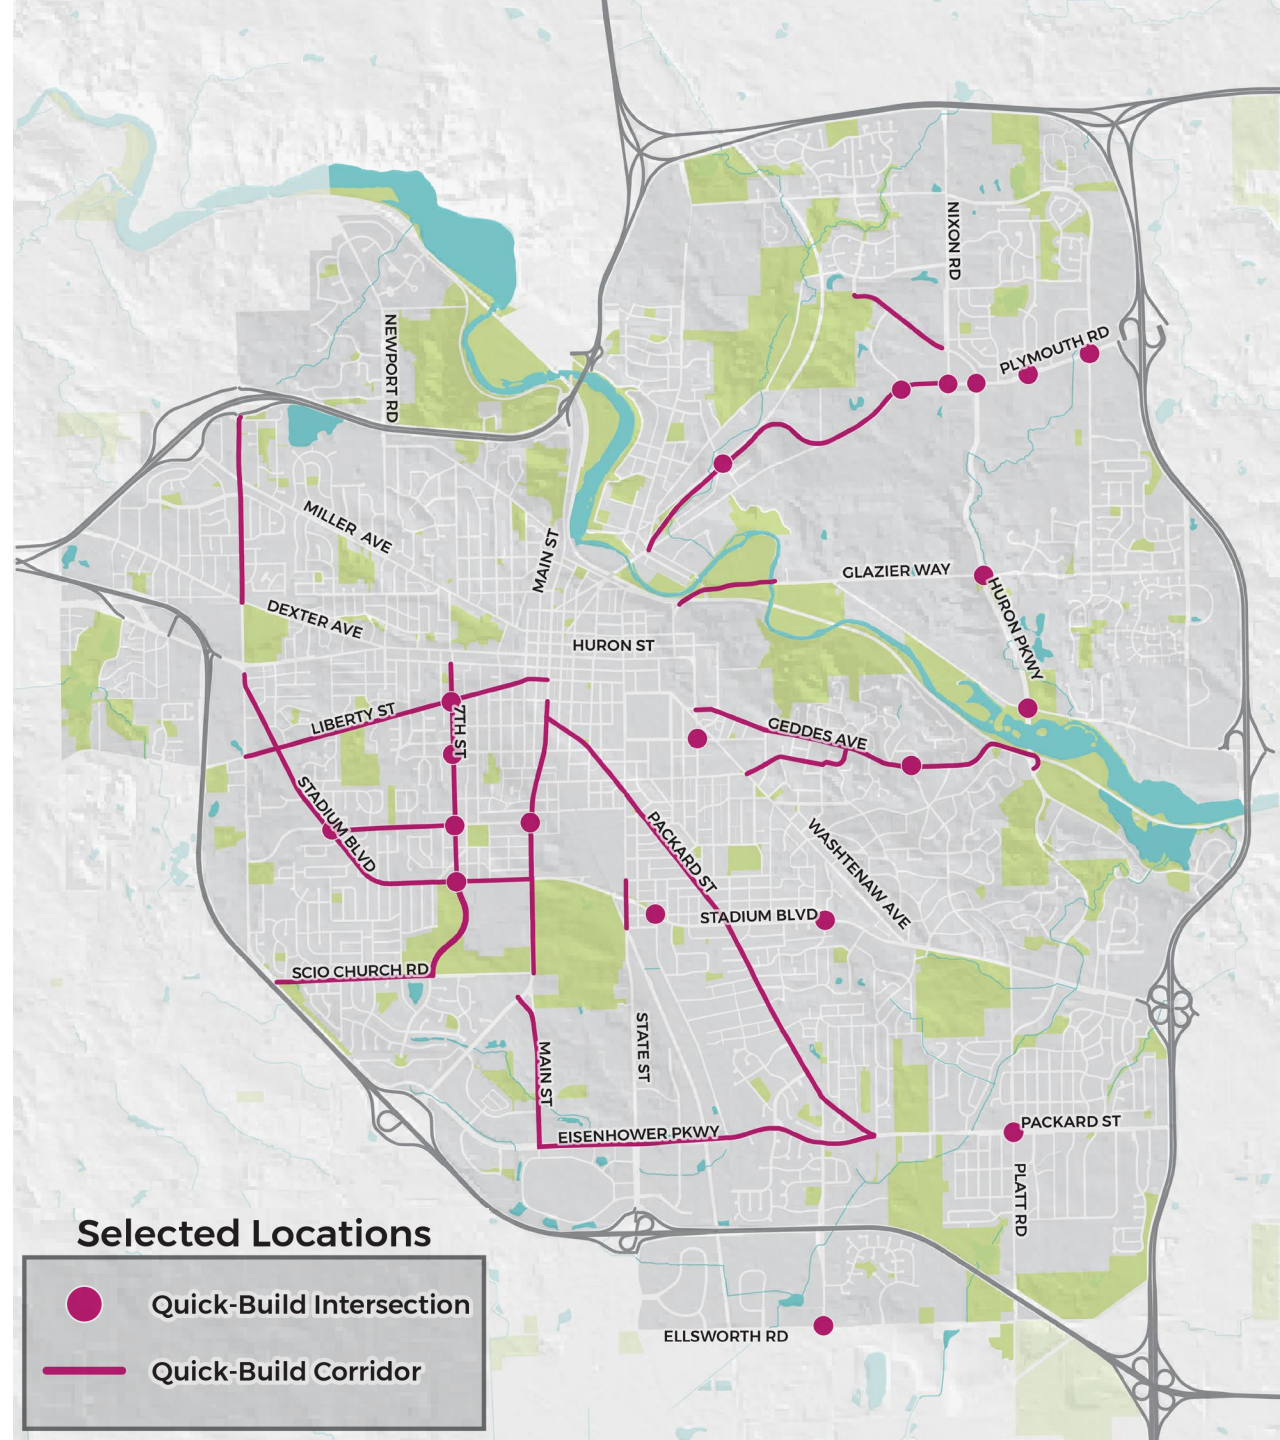 NIXON RD
NEWPORT RD
PLYMOUTH RD
MILLER AVE
MAIN ST
GLAZIER WAY
HURON PKWY
DEXTER AVE
HURON ST
LIBERTY ST
7TH ST
GEDDES AVE
STADIUM BLVD
PACKARD ST
WASHTENAW AVE
STADIUM BLVD
SCIO CHURCH RD
STATE ST
MAIN ST
EISENHOWER PKWY
PACKARD ST
PLATT RD
ELLSWORTH RD
Selected Locations
Quick-Build Intersection
Quick-Build Corridor